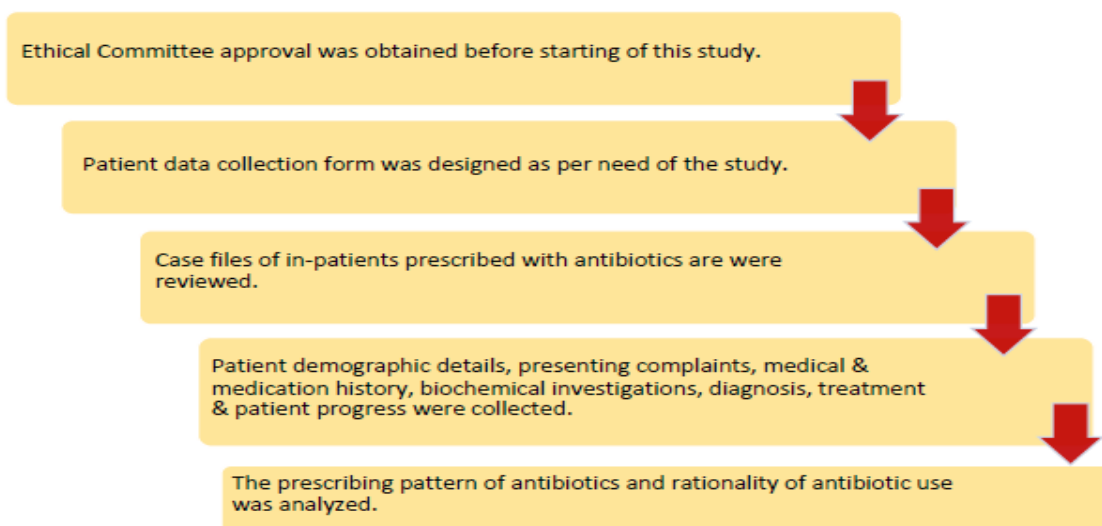 Ethical Committee approval was obtained before starting of this study.
Patient data collection form was designed as per need of the study.
Case files of in-patients prescribed with antibiotics are were
reviewed.
Patient demographic details, presenting complaints, medical &
medication history, biochemical investigations, diagnosis, treatment
& patient progress were collected.
The prescribing pattern of antibiotics and rationality of antibiotic use
was analyzed.